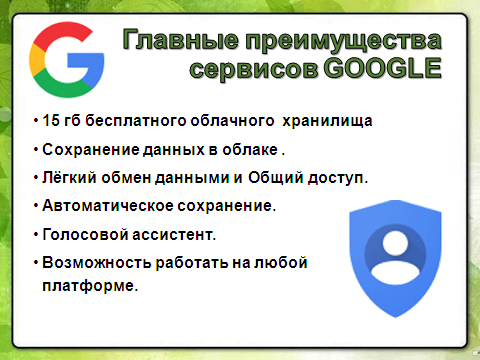 Главные преимущества
сервисов GOOGLE
• 15 гб бесплатного облачного  хранилища
• Сохранение данных в облаке .
• Лёгкий обмен данными и Общий доступ.
• Автоматическое сохранение.
• Голосовой ассистент.
• Возможность работать на любой
платформе.